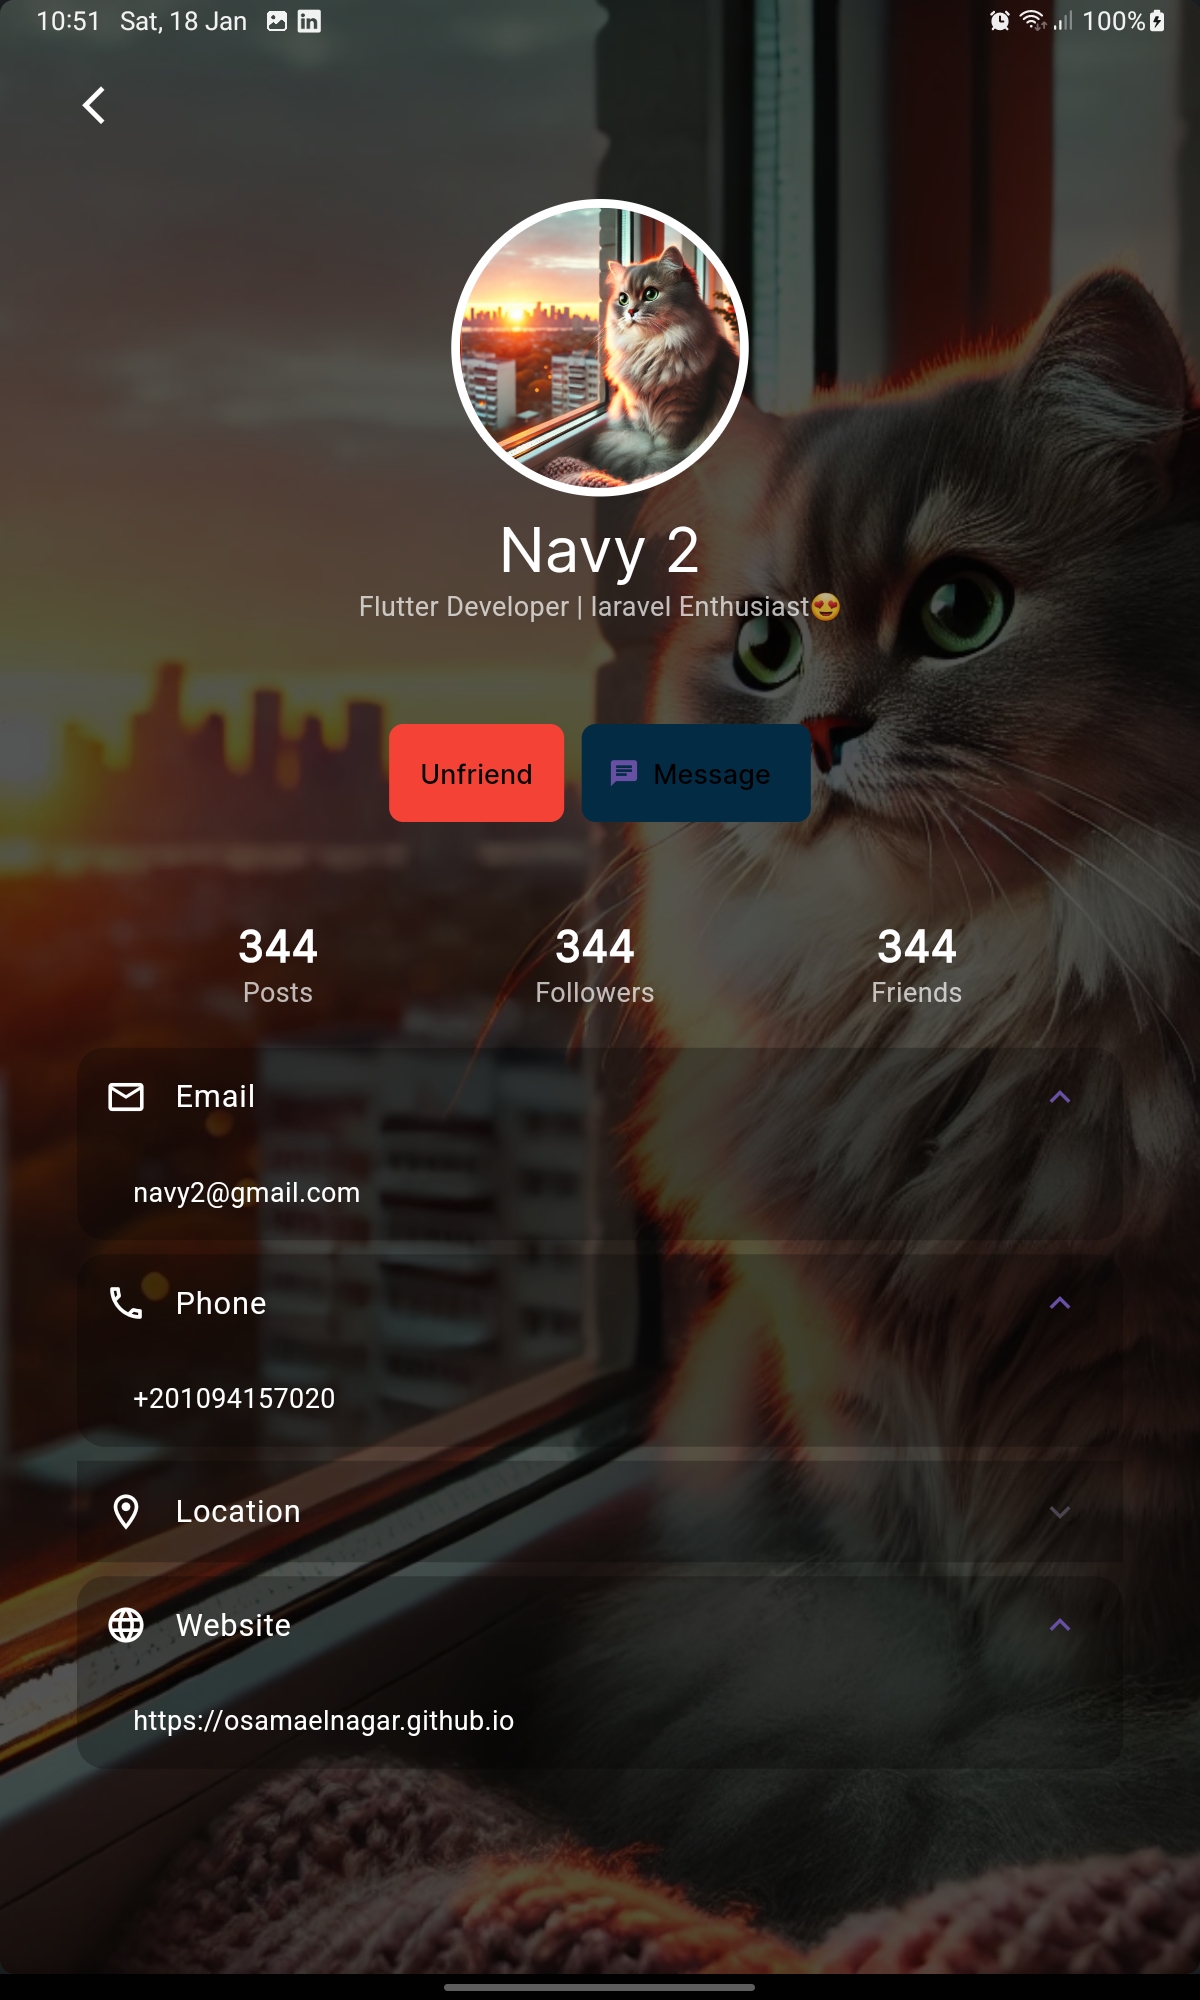 10:51 Sat, 18 Jan in 100%
Navy 2
Flutter Developer | laravel Enthusiast😍
Unfriend Message
344 344 344
Posts Followers Friends
Email
navy2@gmail.com
Phone
+201094157020
Location
Website
https://osamaelnagar.github.io